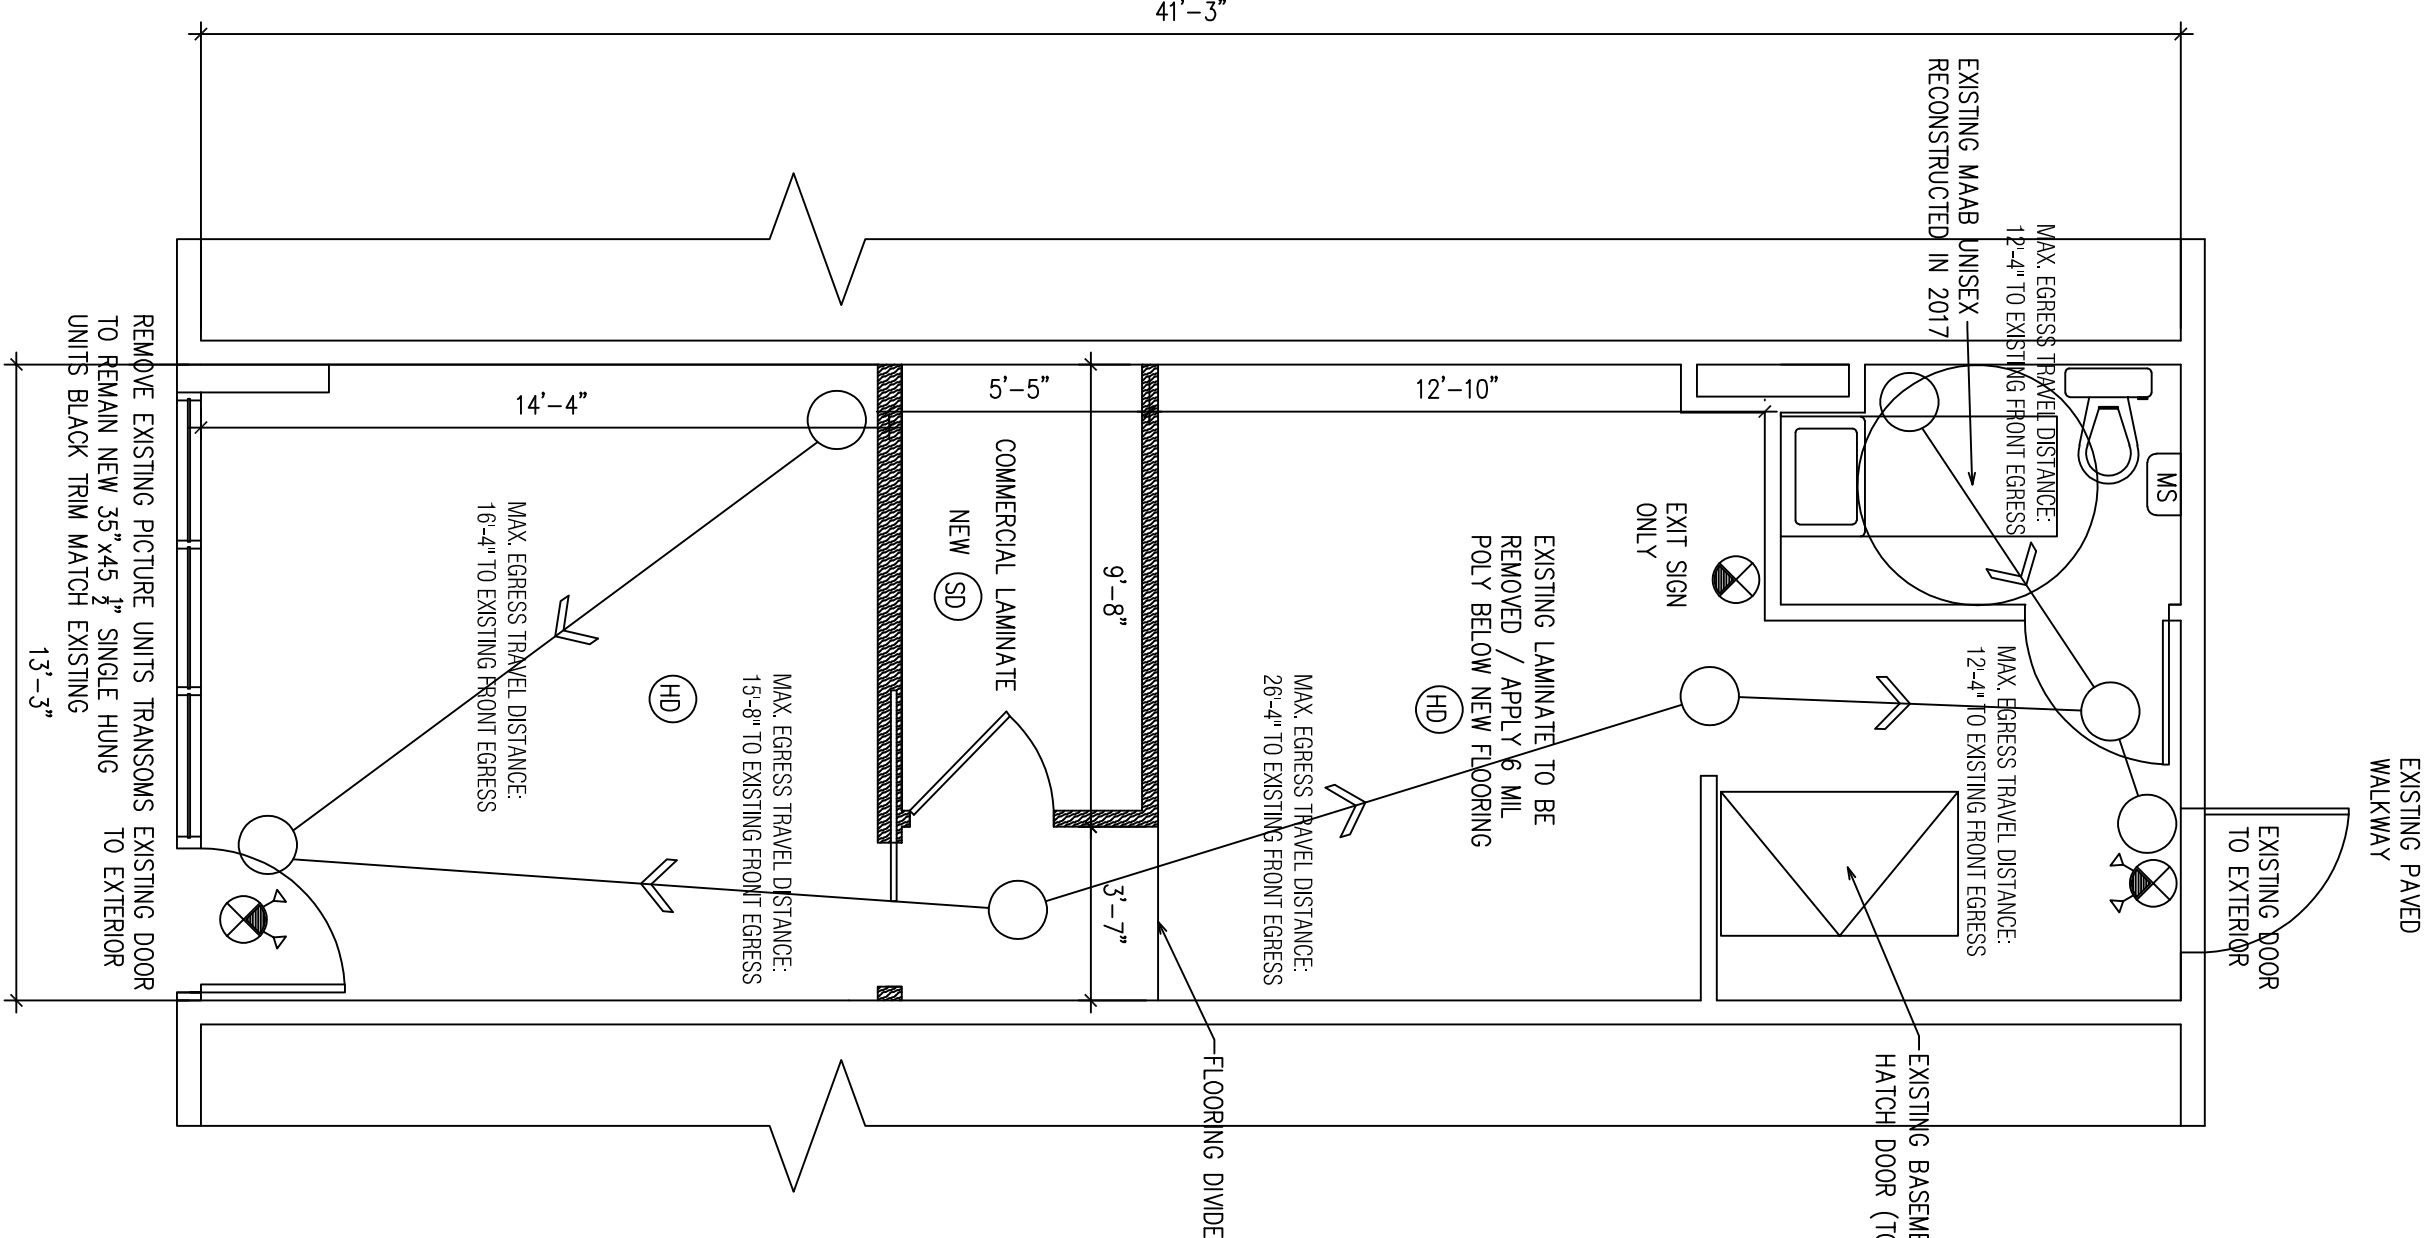 41'-3"
EXISTING MAAB UNISEX
RECONSTRUCTED IN 2017
MAX. EGRESS TRAVEL DISTANCE:
12'-4" TO EXISTING FRONT EGRESS
MS
14'-4"
5'-5"
12'-10"
COMMERCIAL LAMINATE
NEW SD
9'-8"
3'-7"
EXIT SIGN
ONLY
EXISTING LAMINATE TO BE
REMOVED / APPLY 6 MIL
POLY BELOW NEW FLOORING
HD
HD
MAX. EGRESS TRAVEL DISTANCE:
16'-4" TO EXISTING FRONT EGRESS
MAX. EGRESS TRAVEL DISTANCE:
15'-8" TO EXISTING FRONT EGRESS
MAX. EGRESS TRAVEL DISTANCE:
26'-4" TO EXISTING FRONT EGRESS
MAX. EGRESS TRAVEL DISTANCE:
12'-4" TO EXISTING FRONT EGRESS
REMOVE EXISTING PICTURE UNITS TRANSOMS
TO REMAIN NEW 35"x45 1/2" SINGLE HUNG
UNITS BLACK TRIM MATCH EXISTING
EXISTING DOOR
TO EXTERIOR
13'-3"
EXISTING PAVED
WALKWAY
EXISTING DOOR
TO EXTERIOR
FLOORING DIVIDE
EXISTING BASEME
HATCH DOOR (TO